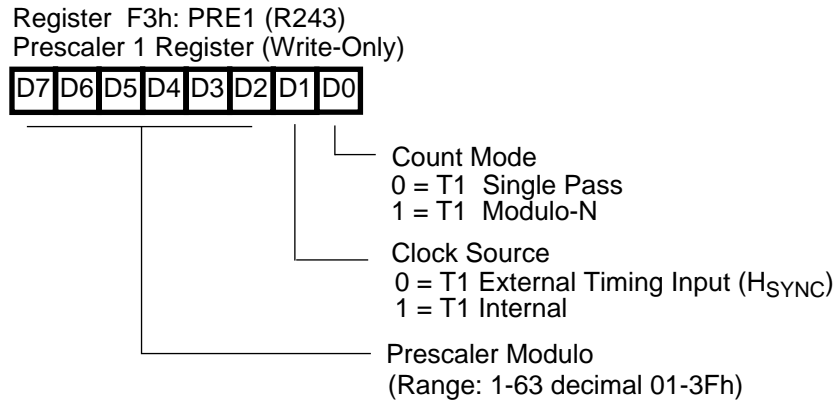 Register F3h: PRE1 (R243)
Prescaler 1 Register (Write-Only)
D7 D6 D5 D4 D3 D2 D1 D0
Count Mode
0 = T1 Single Pass
1 = T1 Modulo-N
Clock Source
0 = T1 External Timing Input (HSYNC)
1 = T1 Internal
Prescaler Modulo
(Range: 1-63 decimal 01-3Fh)